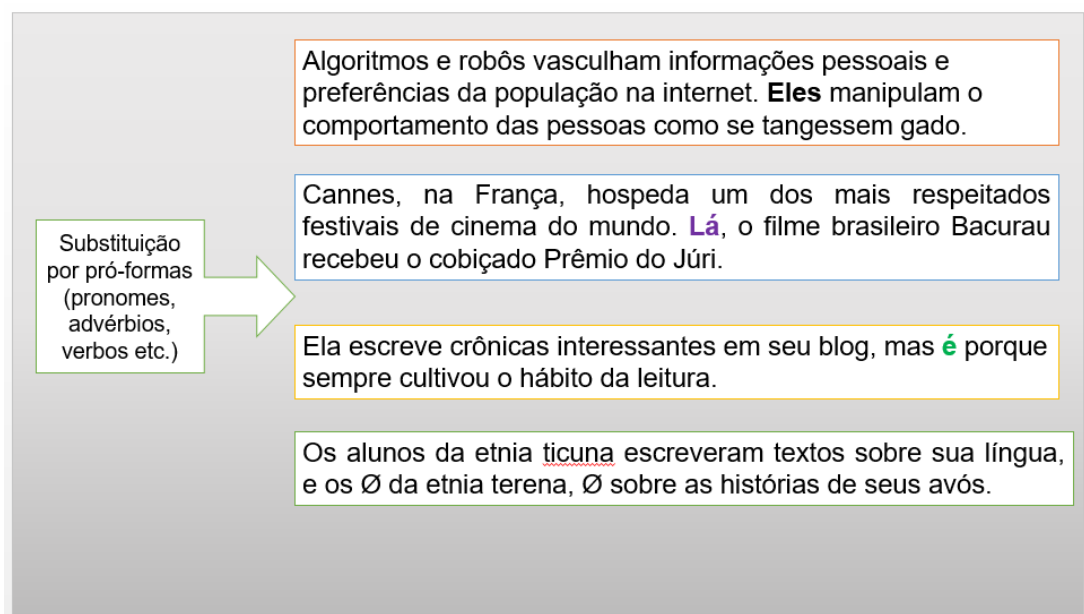 Algoritmos e robôs vasculham informações pessoais e
preferências da população na internet. Eles manipulam o
comportamento das pessoas como se tangessem gado.
Cannes, na França, hospeda um dos mais respeitados
festivais de cinema do mundo. Lá, o filme brasileiro Bacurau
recebeu o cobiçado Prêmio do Júri.
Substituição
por pró-formas
(pronomes,
advérbios,
verbos etc.)
Ela escreve crônicas interessantes em seu blog, mas é porque
sempre cultivou o hábito da leitura.
Os alunos da etnia ticuna escreveram textos sobre sua língua,
e os Ø da etnia terena, Ø sobre as histórias de seus avós.